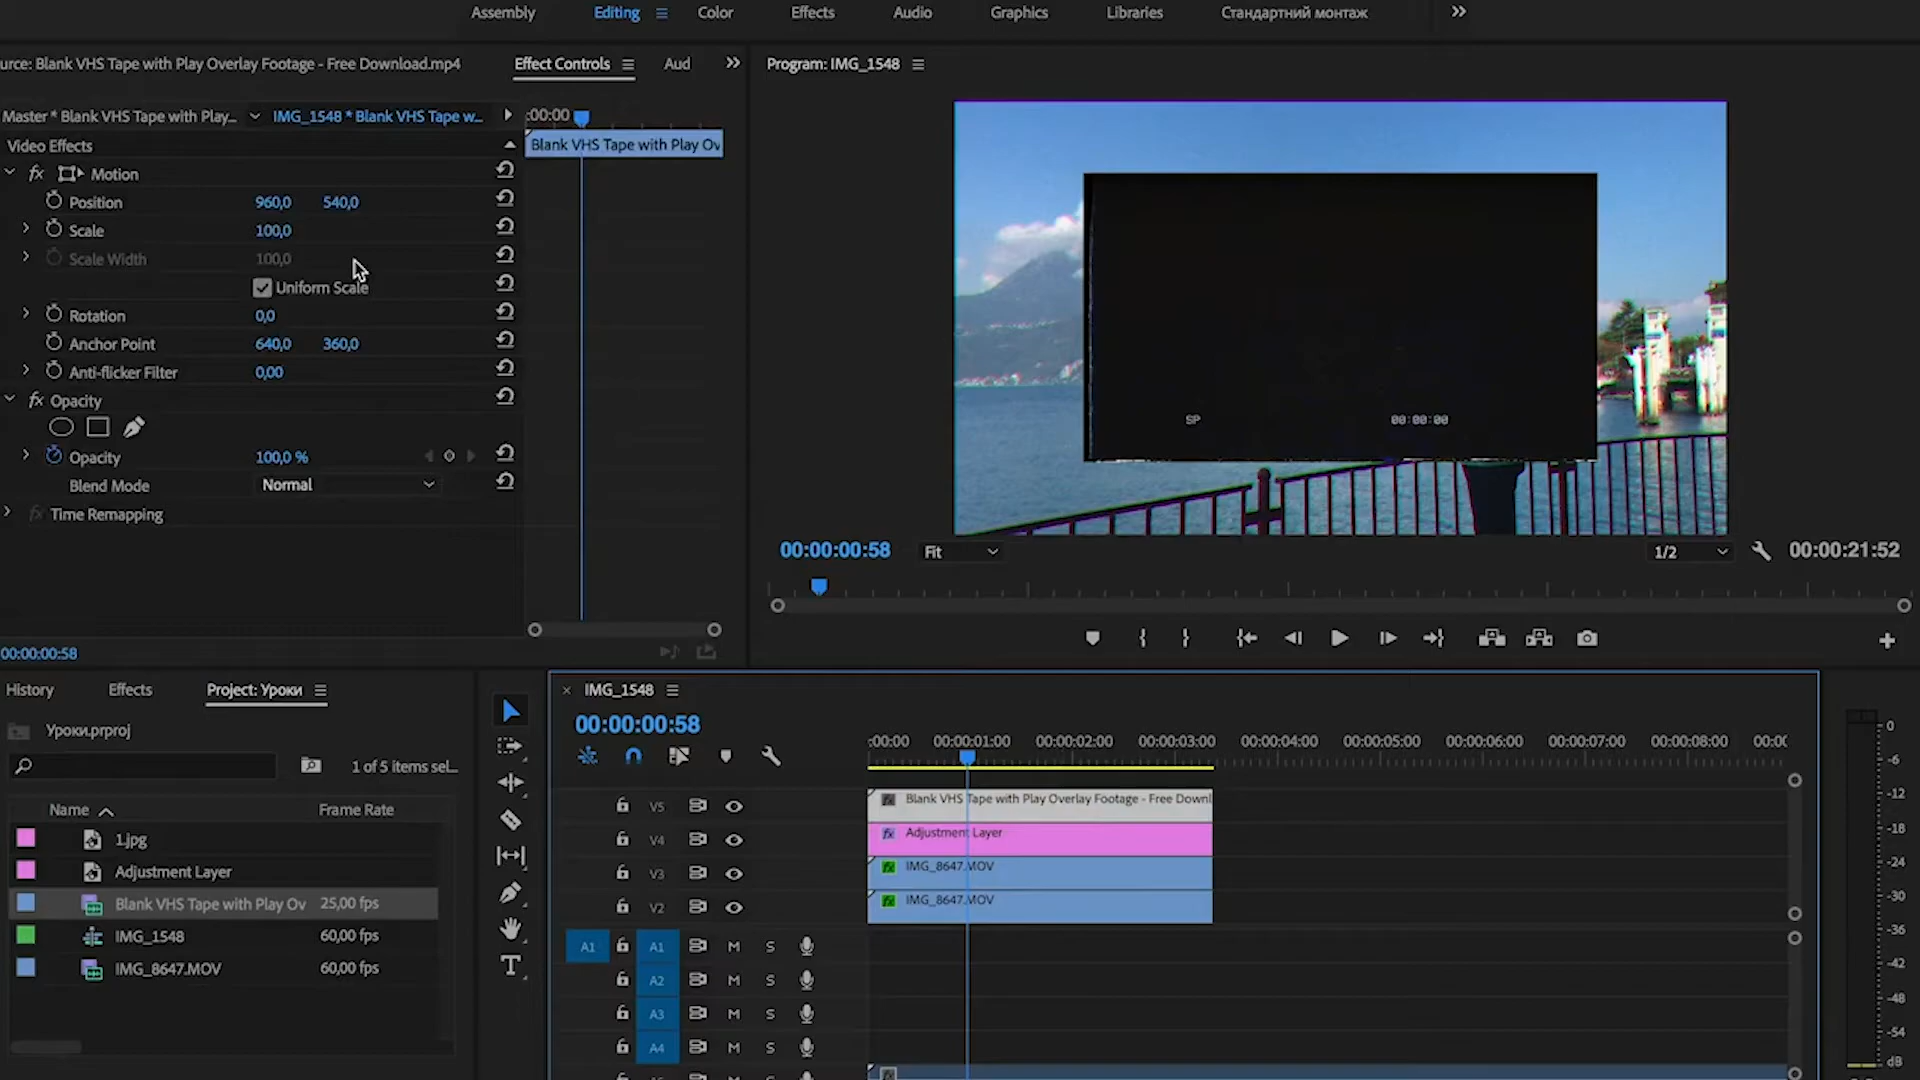 Assembly Editing Color Effects Audio Graphics Libraries Стандартний монтаж
urce: Blank VHS Tape with Play Overlay Footage - Free Download.mp4 Effect Controls Aud
Program: IMG_1548
Master * Blank VHS Tape with Play... IMG_1548 * Blank VHS Tape w... :00:00
Video Effects
Blank VHS Tape with Play Ov
fx Motion
Position 960,0 540,0
Scale 100,0
Scale Width 100,0
Uniform Scale
Rotation 0,0
Anchor Point 640,0 360,0
Anti-flicker Filter 0,00
fx Opacity
Opacity 100,0 %
Blend Mode Normal
fx Time Remapping
00:00:00:58
SP 00:00:00
00:00:00:58 Fit 1/2 00:00:21:52
History Effects Project: Уроки
Уроки.prproj
1 of 5 items sel...
Name Frame Rate
1.jpg
Adjustment Layer
Blank VHS Tape with Play Ov 25,00 fps
IMG_1548 60,00 fps
IMG_8647.MOV 60,00 fps
IMG_1548
00:00:00:58
:00:00 00:00:01:00 00:00:02:00 00:00:03:00 00:00:04:00 00:00:05:00 00:00:06:00 00:00:07:00 00:00:08:00 00:00
V5 fx Blank VHS Tape with Play Overlay Footage - Free Downl
V4 fx Adjustment Layer
V3 fx IMG_8647.MOV
V2 fx IMG_8647.MOV
A1 A1 M S
A2 M S
A3 M S
A4 M S
0
-6
-12
-18
-24
-30
-36
-42
-48
-54
dB